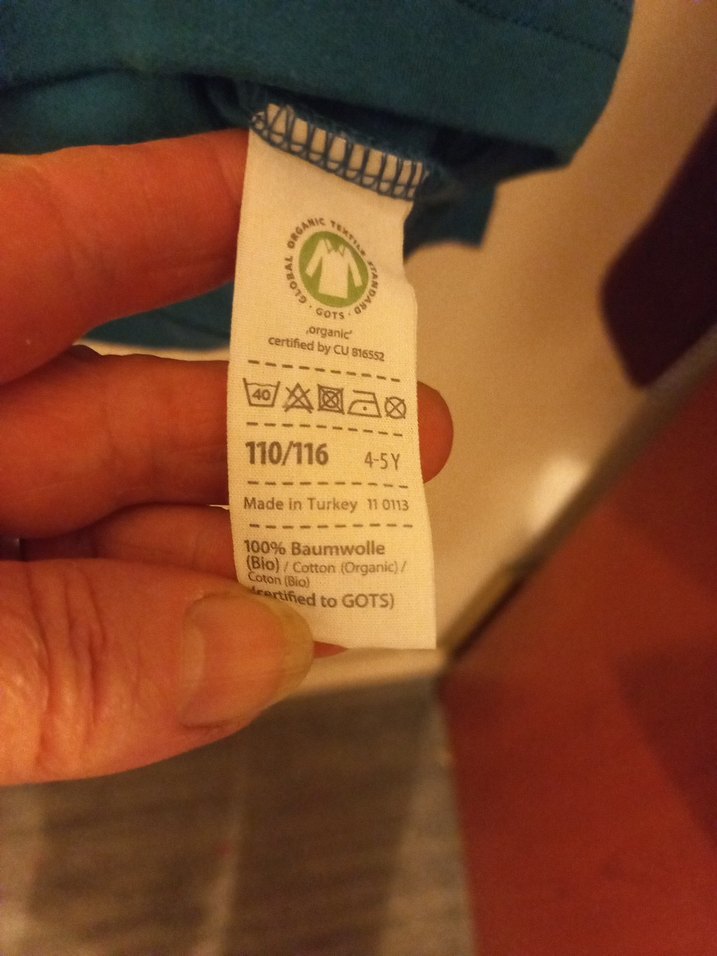 GLOBAL ORGANIC TEXTILE STANDARD · GOTS ·
‚organic‘
certified by CU 816552
40
110/116 4-5 Y
Made in Turkey 11 0113
100% Baumwolle
(Bio) / Cotton (Organic) /
Coton (Bio)
(certified to GOTS)